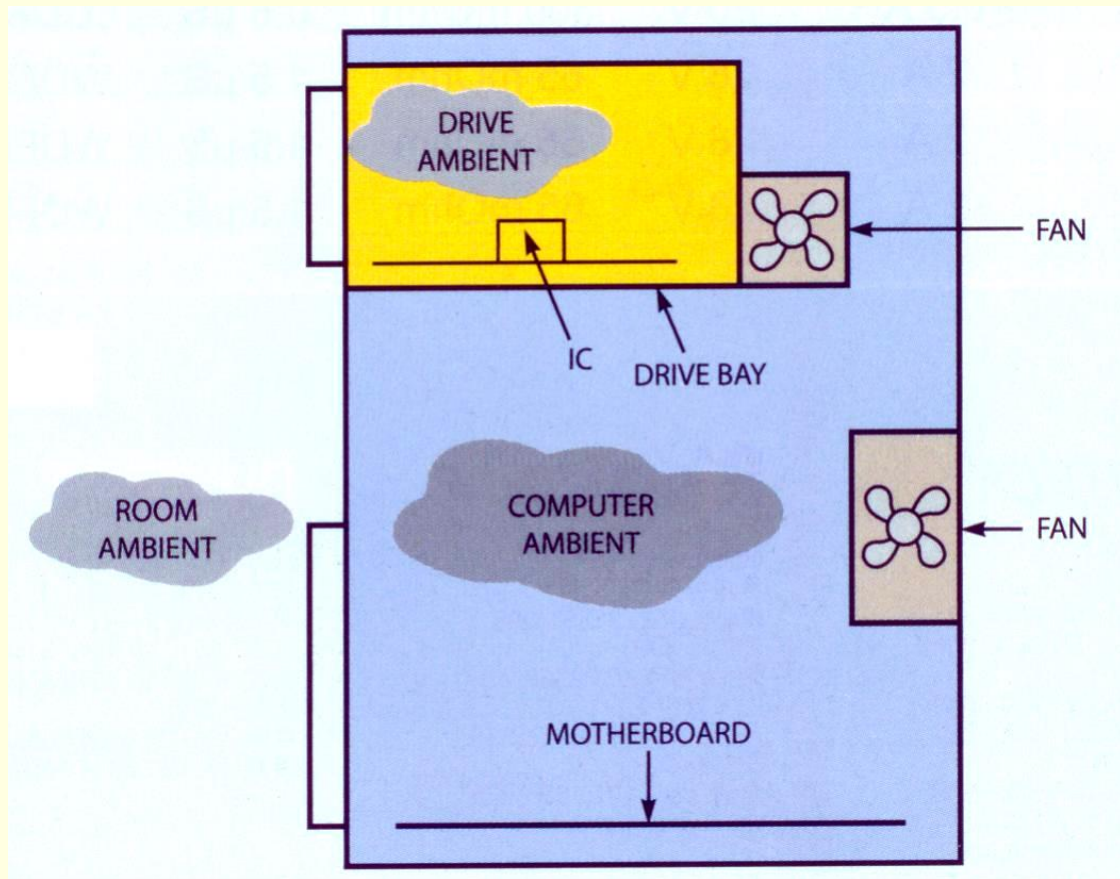 DRIVE
AMBIENT
FAN
IC
DRIVE BAY
ROOM
AMBIENT
COMPUTER
AMBIENT
FAN
MOTHERBOARD